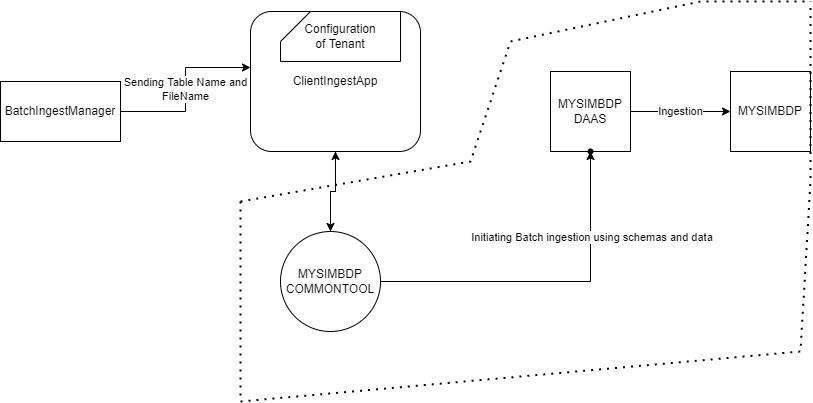 Configuration
of Tenant
ClientIngestApp
Sending Table Name and
FileName
BatchIngestManager
MYSIMBDP
DAAS
Ingestion
MYSIMBDP
Initiating Batch ingestion using schemas and data
MYSIMBDP
COMMONTOOL